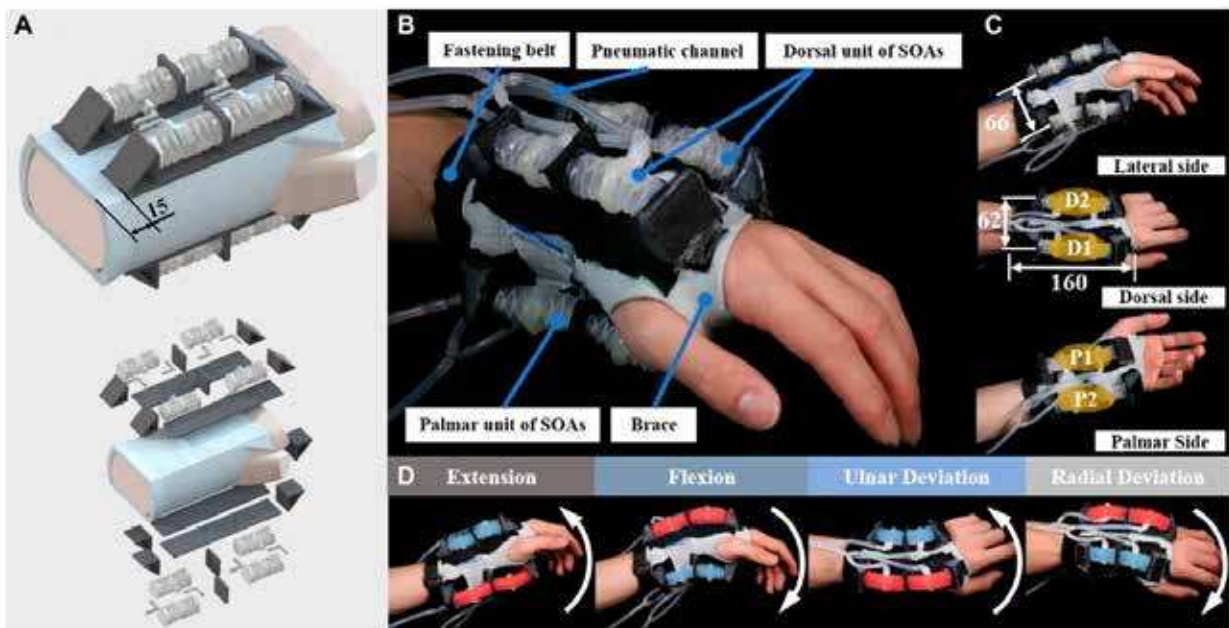 A
15
B
Fastening belt
Pneumatic channel
Dorsal unit of SOAs
Palmar unit of SOAs
Brace
C
66
Lateral side
D2
62
D1
160
Dorsal side
P1
P2
Palmar Side
D
Extension
Flexion
Ulnar Deviation
Radial Deviation